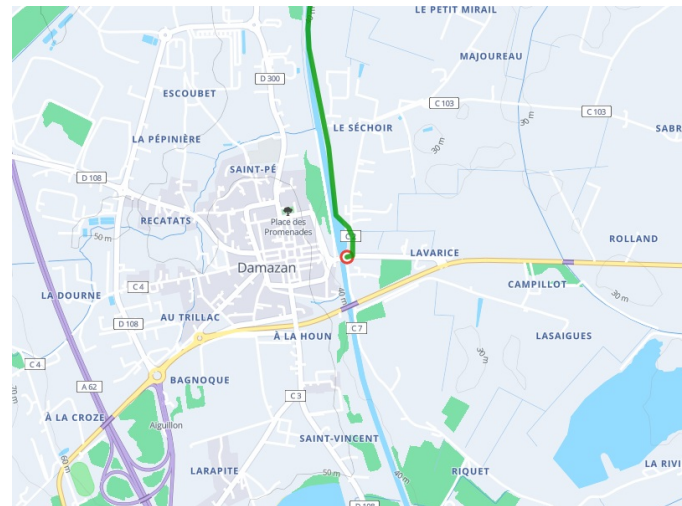 LE PETIT MIRAIL
MAJOUREAU
D 300
ESCOUBET
C 103
C 103
LE SÉCHOIR
SABR
30 m
30 m
LA PÉPINIÈRE
SAINT-PÉ
D 108
RECATATS
Place des
Promenades
50 m
ROLLAND
LAVARICE
Damazan
CAMPILLOT
C 4
LA DOURNE
40 m
30 m
AU TRILLAC
D 108
C 7
À LA HOUN
LASAIGUES
30 m
C 4
BAGNOQUE
A 62
C 3
À LA CROZE
Aiguillon
SAINT-VINCENT
60 m
LARAPITE
50 m
40 m
RIQUET
LA RIVI
D 108